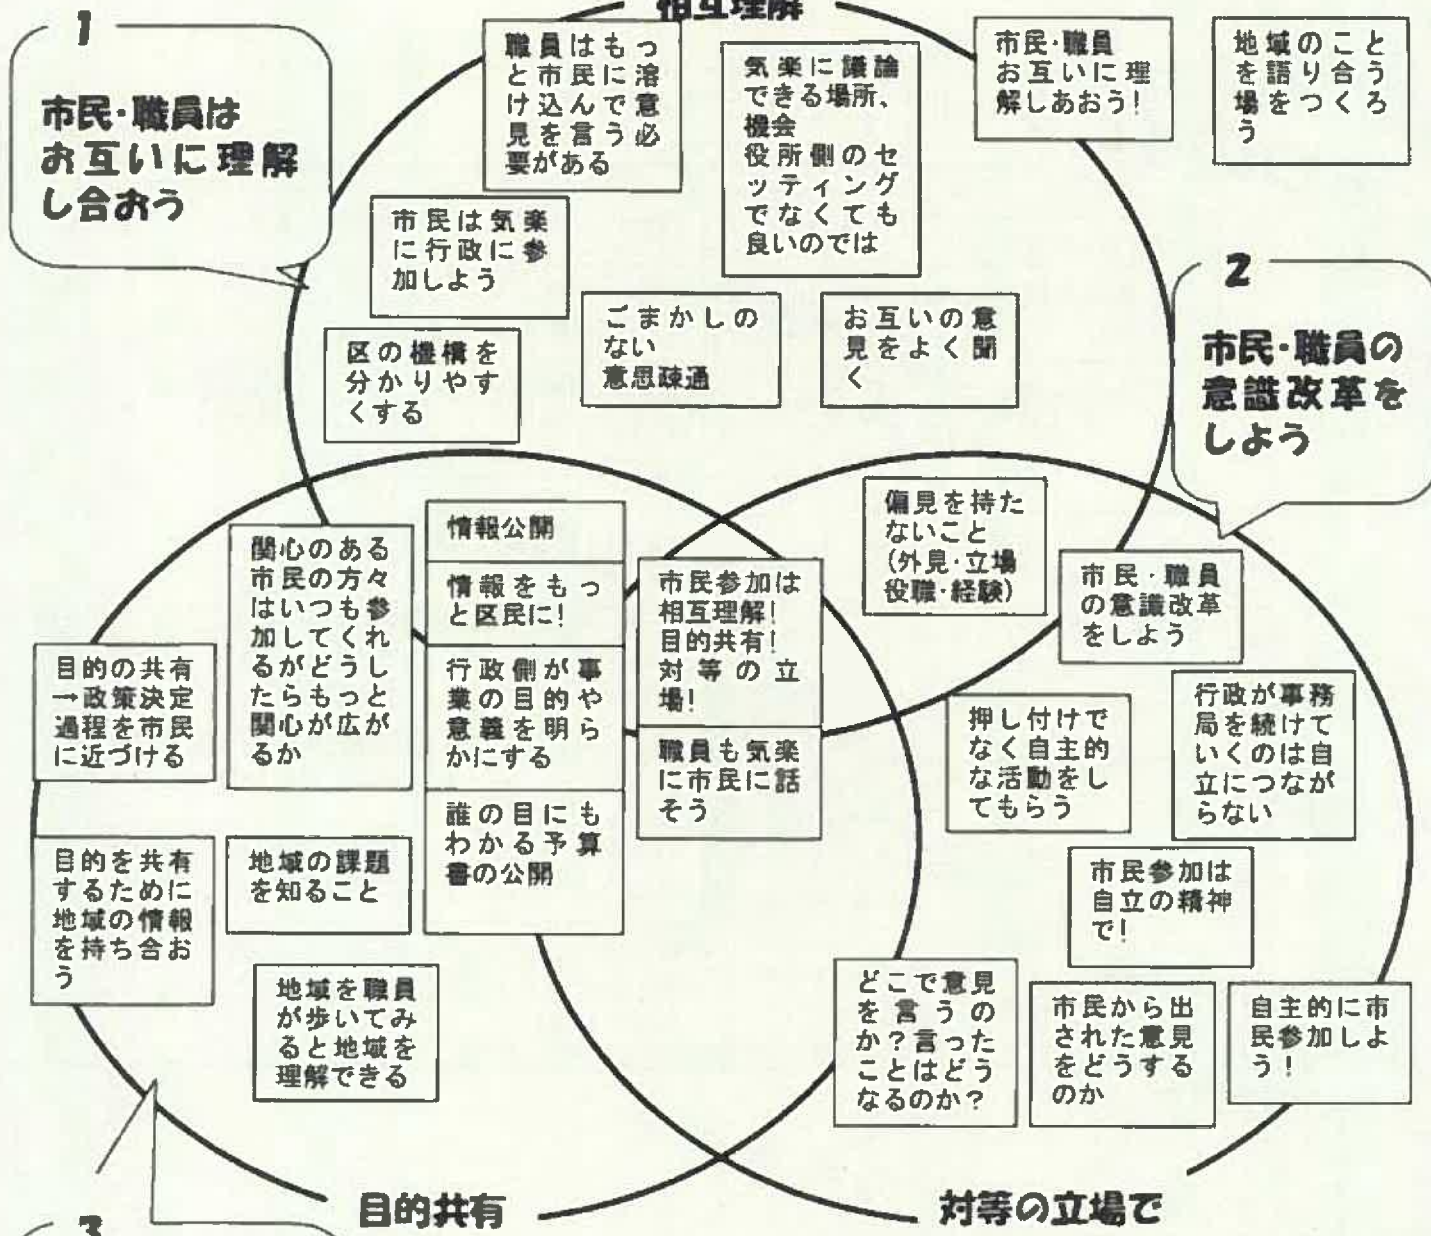 相互理解
1
市民・職員は
お互いに理解
し合おう
職員はもっ
と市民に溶
け込んで意
見を言う必
要がある
気楽に議論
できる場所、
機会
役所側のセ
ッティング
でなくても
良いのでは
市民・職員
お互いに理
解しあおう!
地域のこと
を語り合う
場をつくろ
う
市民は気楽
に行政に参
加しよう
区の機構を
分かりやす
くする
ごまかしの
ない
意思疎通
お互いの意
見をよく聞
く
2
市民・職員の
意識改革を
しよう
目的の共有
→政策決定
過程を市民
に近づける
関心のある
市民の方々
はいつも参
加してくれ
るがどうし
たらもっと
関心が広が
るか
情報公開
情報をもっ
と区民に!
行政側が事
業の目的や
意義を明ら
かにする
誰の目にも
わかる予算
書の公開
市民参加は
相互理解!
目的共有!
対等の立
場!
職員も気楽
に市民に話
そう
偏見を持た
ないこと
(外見・立場
役職・経験)
市民・職員
の意識改革
をしよう
押し付けで
なく自主的
な活動をし
てもらう
行政が事務
局を続けて
いくのは自
立につなが
らない
目的を共有
するために
地域の情報
を持ち合お
う
地域の課題
を知ること
地域を職員
が歩いてみ
ると地域を
理解できる
市民参加は
自立の精神
で!
どこで意見
を言うの
か?言った
ことはどう
なるのか?
市民から出
された意見
をどうする
のか
自主的に市
民参加しよ
う!
目的共有
対等の立場で
3